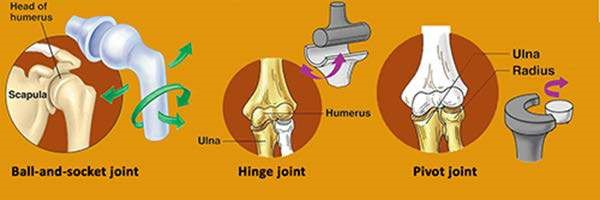 Head of
humerus
Scapula
Ball-and-socket joint
Humerus
Ulna
Hinge joint
Ulna
Radius
Pivot joint